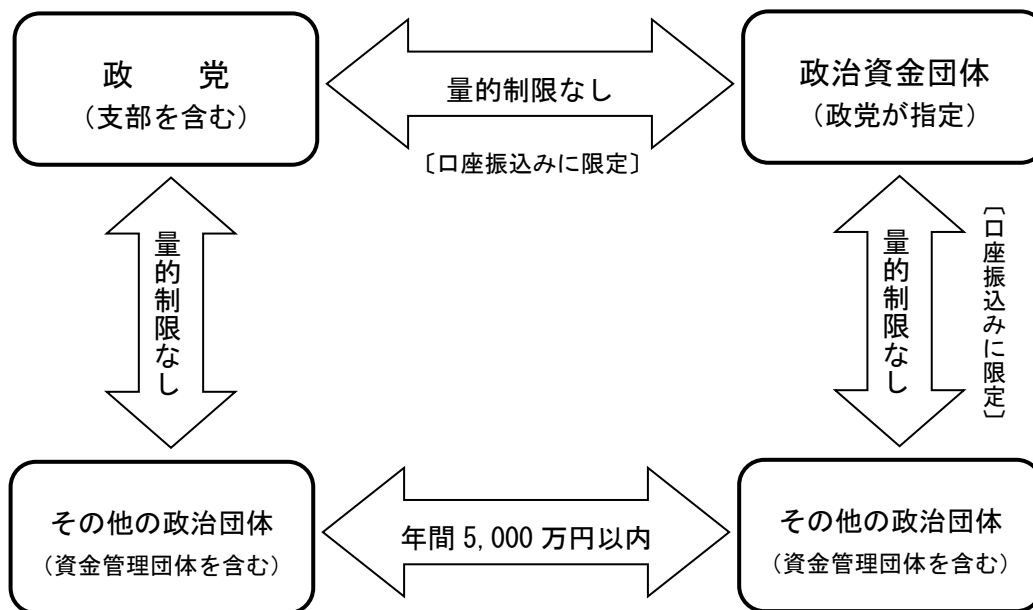 政　　党
（支部を含む）
量的制限なし
〔口座振込みに限定〕
政治資金団体
（政党が指定）
量的制限なし
量的制限なし
〔口座振込みに限定〕
その他の政治団体
（資金管理団体を含む）
年間 5,000 万円以内
その他の政治団体
（資金管理団体を含む）